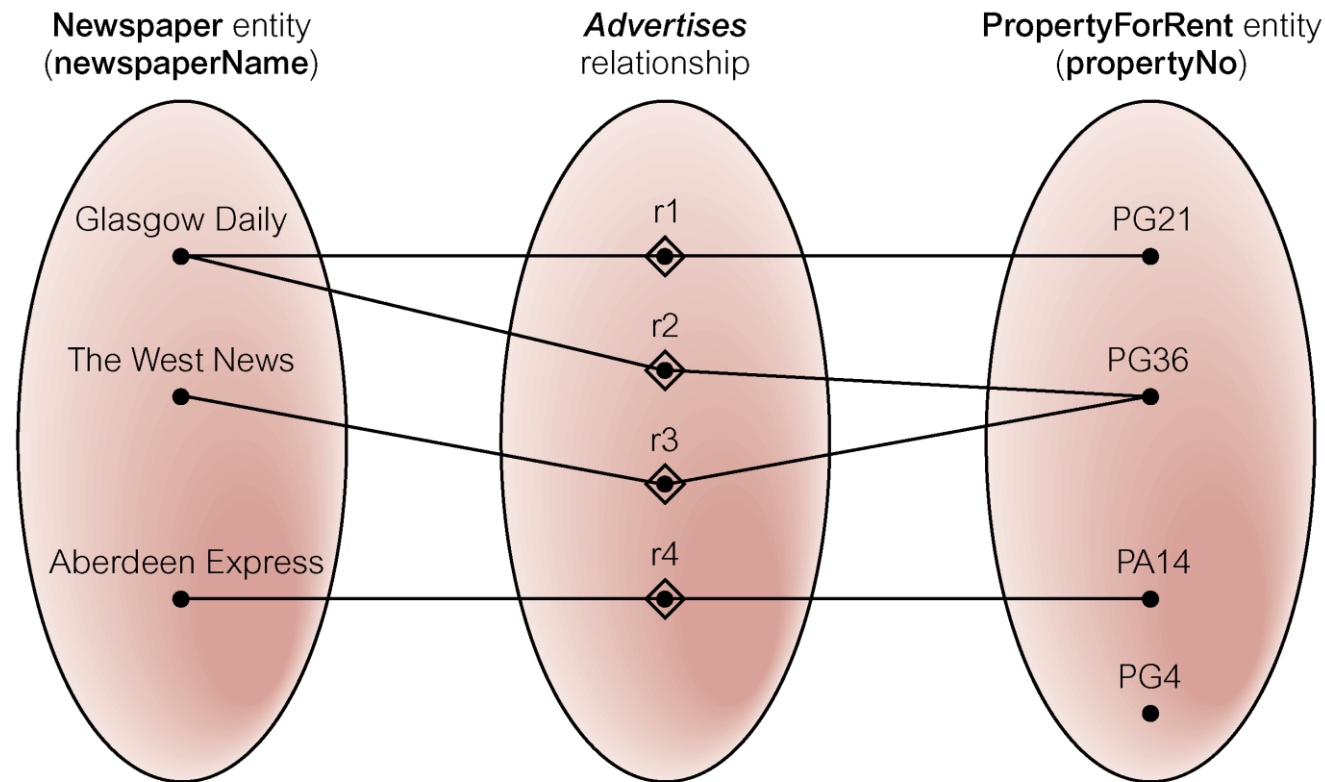 Newspaper entity
(newspaperName)
Advertises
relationship
PropertyForRent entity
(propertyNo)
Glasgow Daily
The West News
Aberdeen Express
r1
r2
r3
r4
PG21
PG36
PA14
PG4